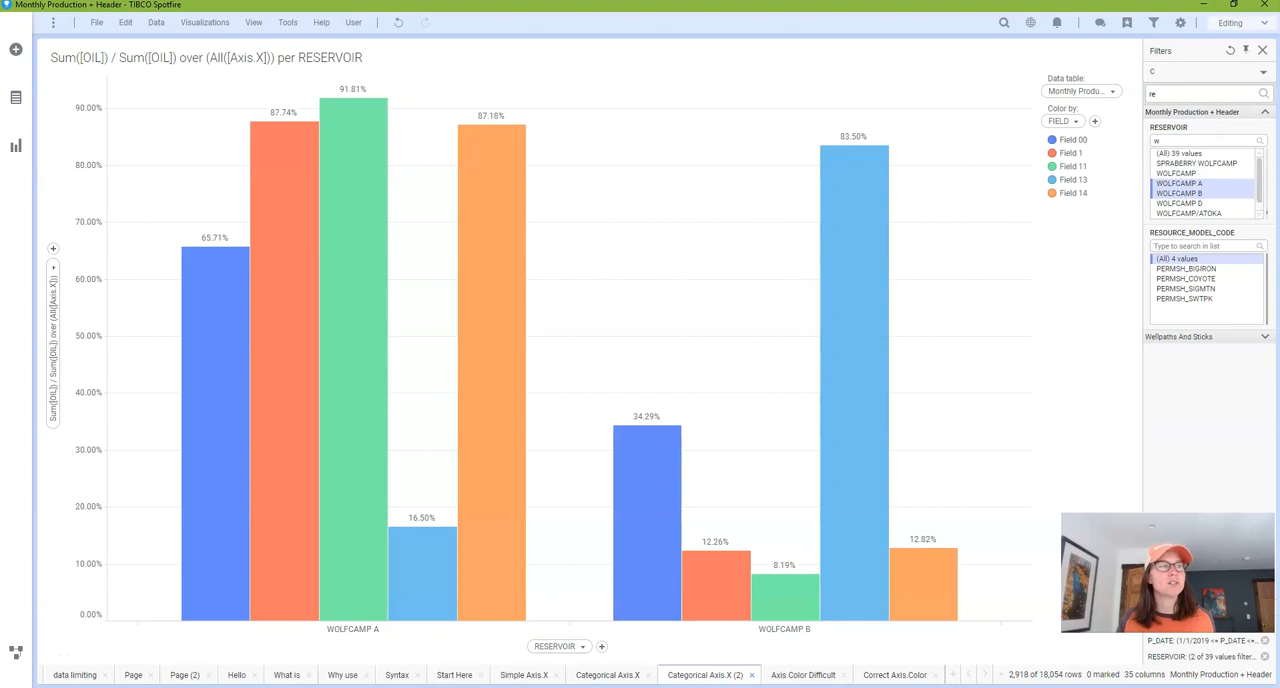 Monthly Production + Header - TIBCO Spotfire
File Edit Data Visualizations View Tools Help User
Editing
Sum([OIL]) / Sum([OIL]) over (All([Axis.X])) per RESERVOIR
90.00%
80.00%
70.00%
60.00%
50.00%
40.00%
30.00%
20.00%
10.00%
0.00%
Sum([OIL]) / Sum([OIL]) over (All([Axis.X]))
65.71%
87.74%
91.81%
16.50%
87.18%
34.29%
12.26%
8.19%
83.50%
12.82%
WOLFCAMP A
WOLFCAMP B
RESERVOIR
Data table:
Monthly Produ...
Color by:
FIELD
Field 00
Field 1
Field 11
Field 13
Field 14
Filters
C
re
Monthly Production + Header
RESERVOIR
w
(All) 39 values
SPRABERRY WOLFCAMP
WOLFCAMP
WOLFCAMP A
WOLFCAMP B
WOLFCAMP D
WOLFCAMP/ATOKA
RESOURCE_MODEL_CODE
Type to search in list
(All) 4 values
PERMSH_BIGIRON
PERMSH_COYOTE
PERMSH_SIGMTN
PERMSH_SWTPK
Wellpaths And Sticks
P_DATE: (1/1/2019 <= P_DATE <=...
RESERVOIR: (2 of 39 values filter...
data limiting Page Page (2) Hello What is Why use Syntax Start Here Simple Axis.X Categorical Axis.X Categorical Axis.X (2) Axis.Color Difficult Correct Axis.Color
2,918 of 18,054 rows 0 marked 35 columns Monthly Production + Header